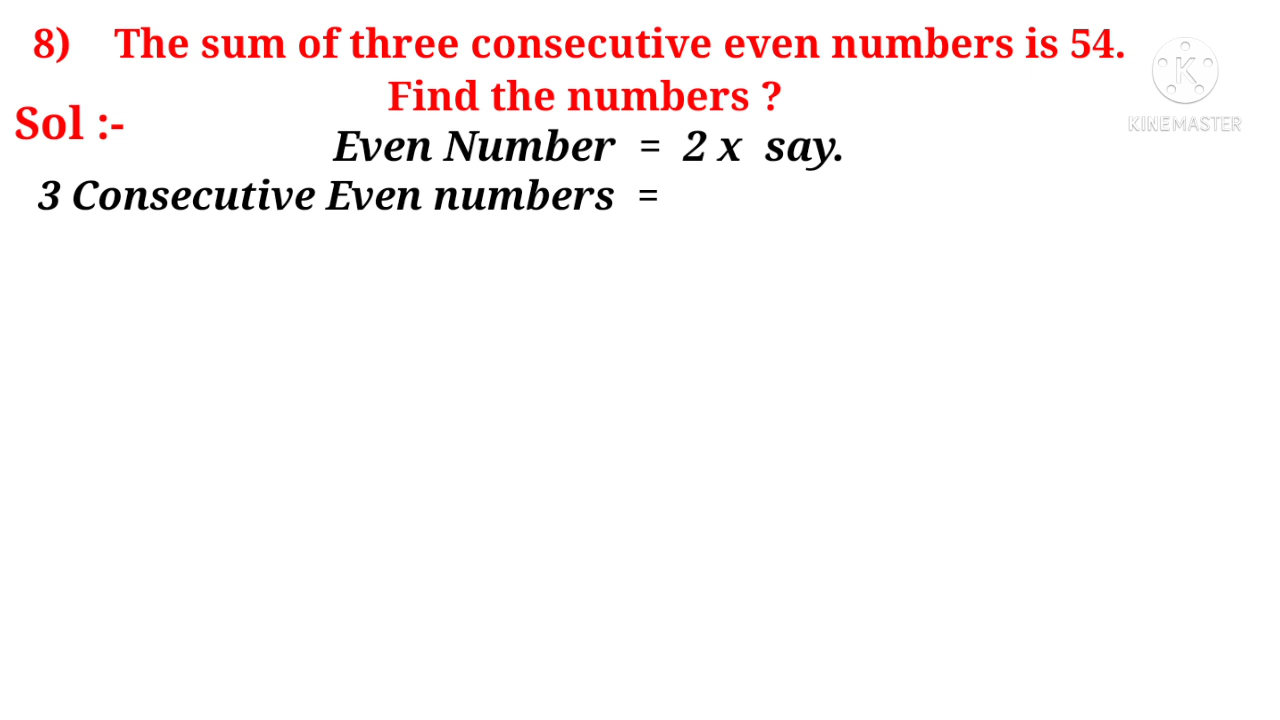 8) The sum of three consecutive even numbers is 54.
Find the numbers ?
Sol :-
Even Number = 2 x say.
3 Consecutive Even numbers =
K
KINEMASTER